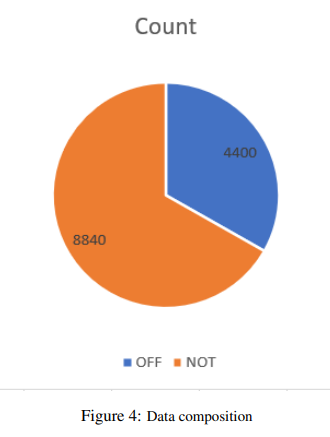 Count
4400
8840
OFF NOT
Figure 4: Data composition